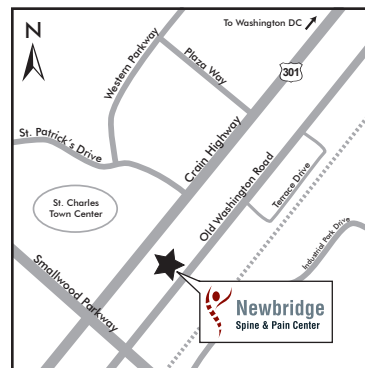 N
To Washington DC
301
Western Parkway
Plaza Way
St. Patrick's Drive
Crain Highway
Old Washington Road
Terrace Drive
St. Charles
Town Center
Industrial Park Drive
Smallwood Parkway
Newbridge
Spine & Pain Center